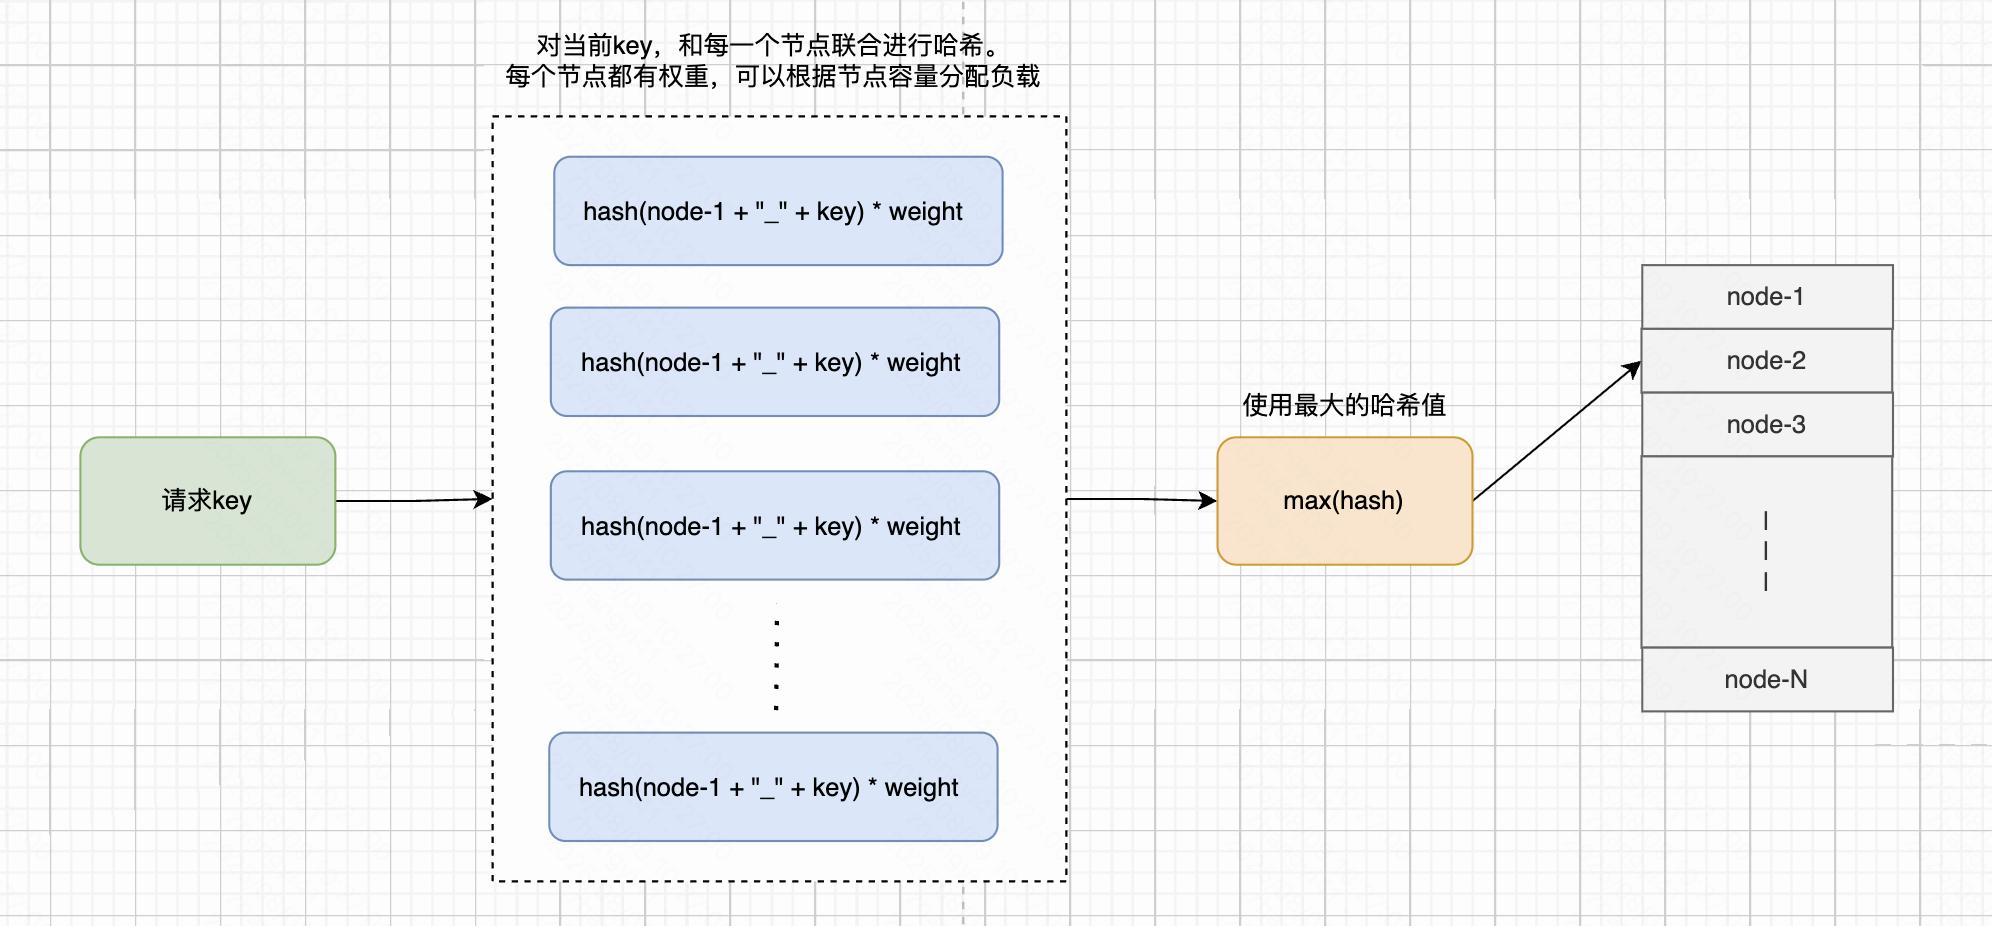 对当前key，和每一个节点联合进行哈希。
每个节点都有权重，可以根据节点容量分配负载
hash(node-1 + "_" + key) * weight
hash(node-1 + "_" + key) * weight
hash(node-1 + "_" + key) * weight
hash(node-1 + "_" + key) * weight
请求key
使用最大的哈希值
max(hash)
node-1
node-2
node-3
node-N